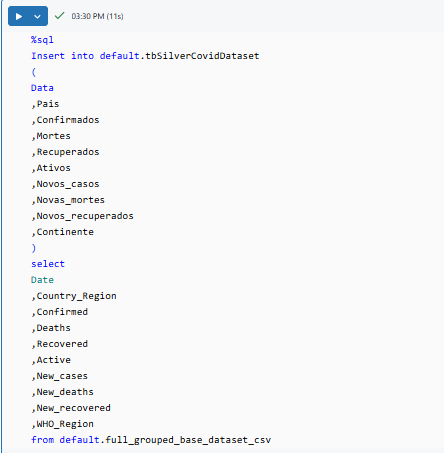 03:30 PM (11s)
%sql
Insert into default.tbSilverCovidDataset
(
Data
,Pais
,Confirmados
,Mortes
,Recuperados
,Ativos
,Novos_casos
,Novas_mortes
,Novos_recuperados
,Continente
)
select
Date
,Country_Region
,Confirmed
,Deaths
,Recovered
,Active
,New_cases
,New_deaths
,New_recovered
,WHO_Region
from default.full_grouped_base_dataset_csv